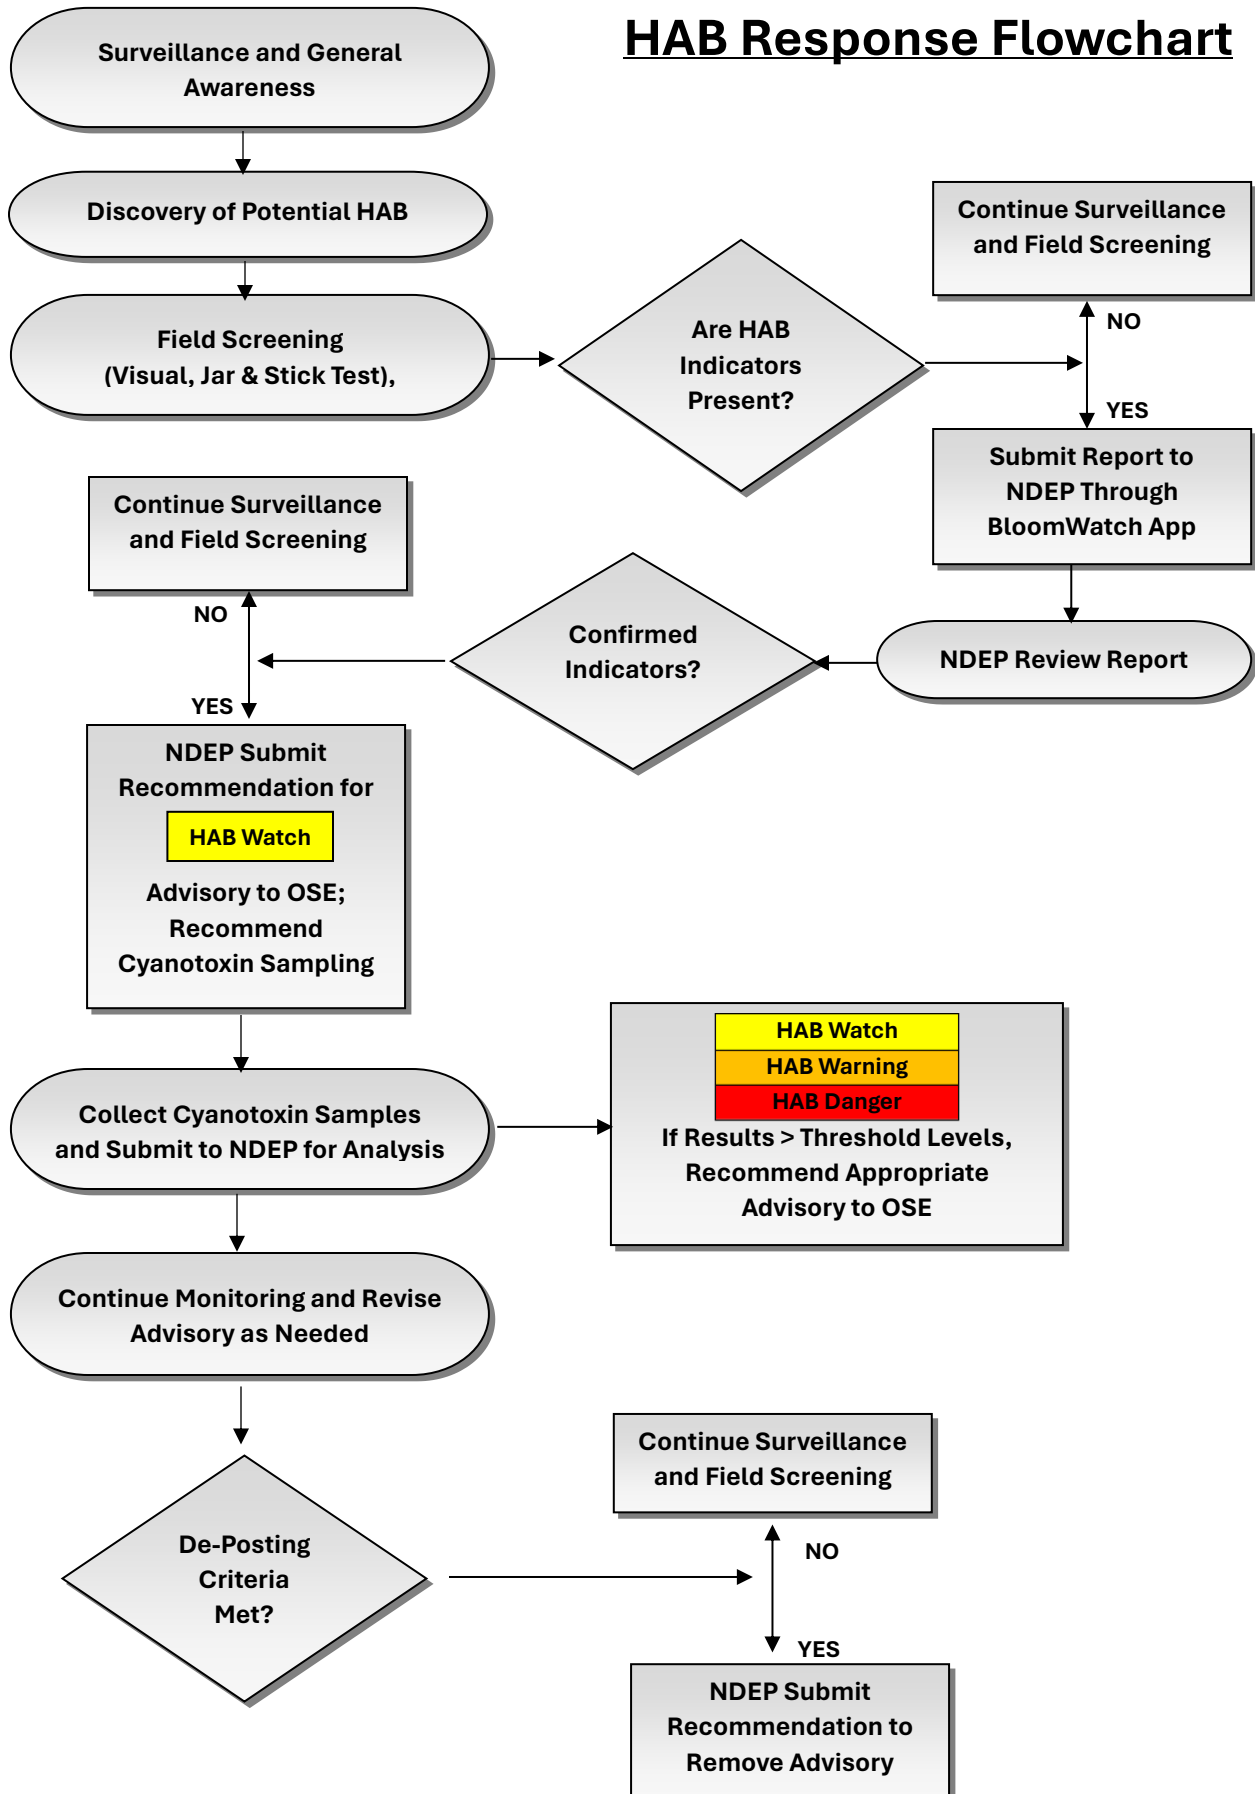 HAB Response Flowchart
Surveillance and General
Awareness
Discovery of Potential HAB
Field Screening
(Visual, Jar & Stick Test),
Are HAB
Indicators
Present?
Continue Surveillance
and Field Screening
NO
YES
Submit Report to
NDEP Through
BloomWatch App
NDEP Review Report
Confirmed
Indicators?
Continue Surveillance
and Field Screening
NO
YES
NDEP Submit
Recommendation for
HAB Watch
Advisory to OSE;
Recommend
Cyanotoxin Sampling
Collect Cyanotoxin Samples
and Submit to NDEP for Analysis
HAB Watch
HAB Warning
HAB Danger
If Results > Threshold Levels,
Recommend Appropriate
Advisory to OSE
Continue Monitoring and Revise
Advisory as Needed
De-Posting
Criteria
Met?
Continue Surveillance
and Field Screening
NO
YES
NDEP Submit
Recommendation to
Remove Advisory